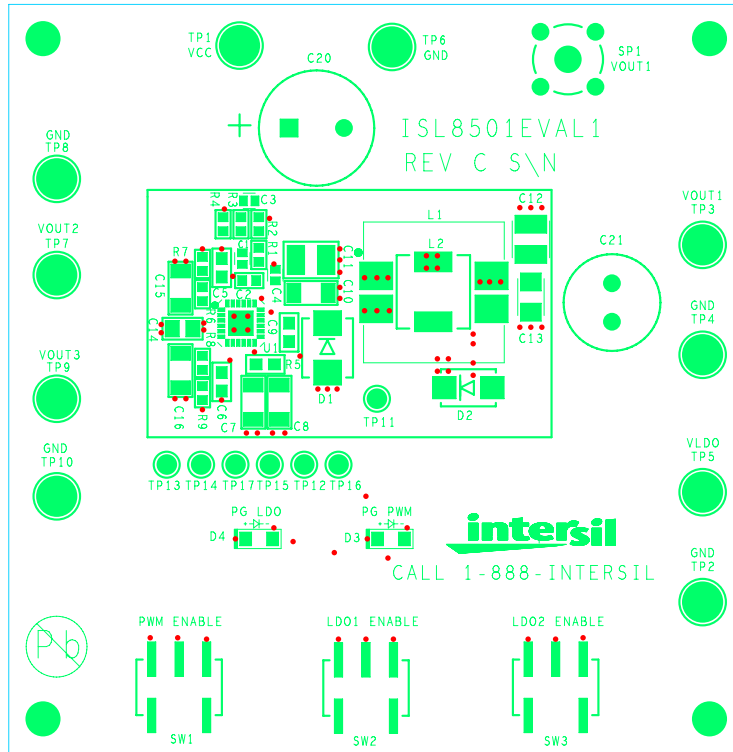 TP1
VCC
TP6
GND
C20
SP1
VOUT1
+
ISL8501EVAL1
REV C S\N
GND
TP8
VOUT2
TP7
VOUT3
TP9
GND
TP10
VOUT1
TP3
GND
TP4
VLDO
TP5
GND
TP2
C21
C12
C13
L1
L2
R4
R3
C3
R2
R1
R7
C15
C5
C2
C4
C11
C10
C14
R6
R8
C9
U1
R5
D1
D2
C16
R9
C6
C7
C8
TP11
TP13
TP14
TP17
TP15
TP12
TP16
PG LDO
D4
PG PWM
D3
intersil
CALL 1-888-INTERSIL
Pb
PWM ENABLE
LDO1 ENABLE
LDO2 ENABLE
SW1
SW2
SW3